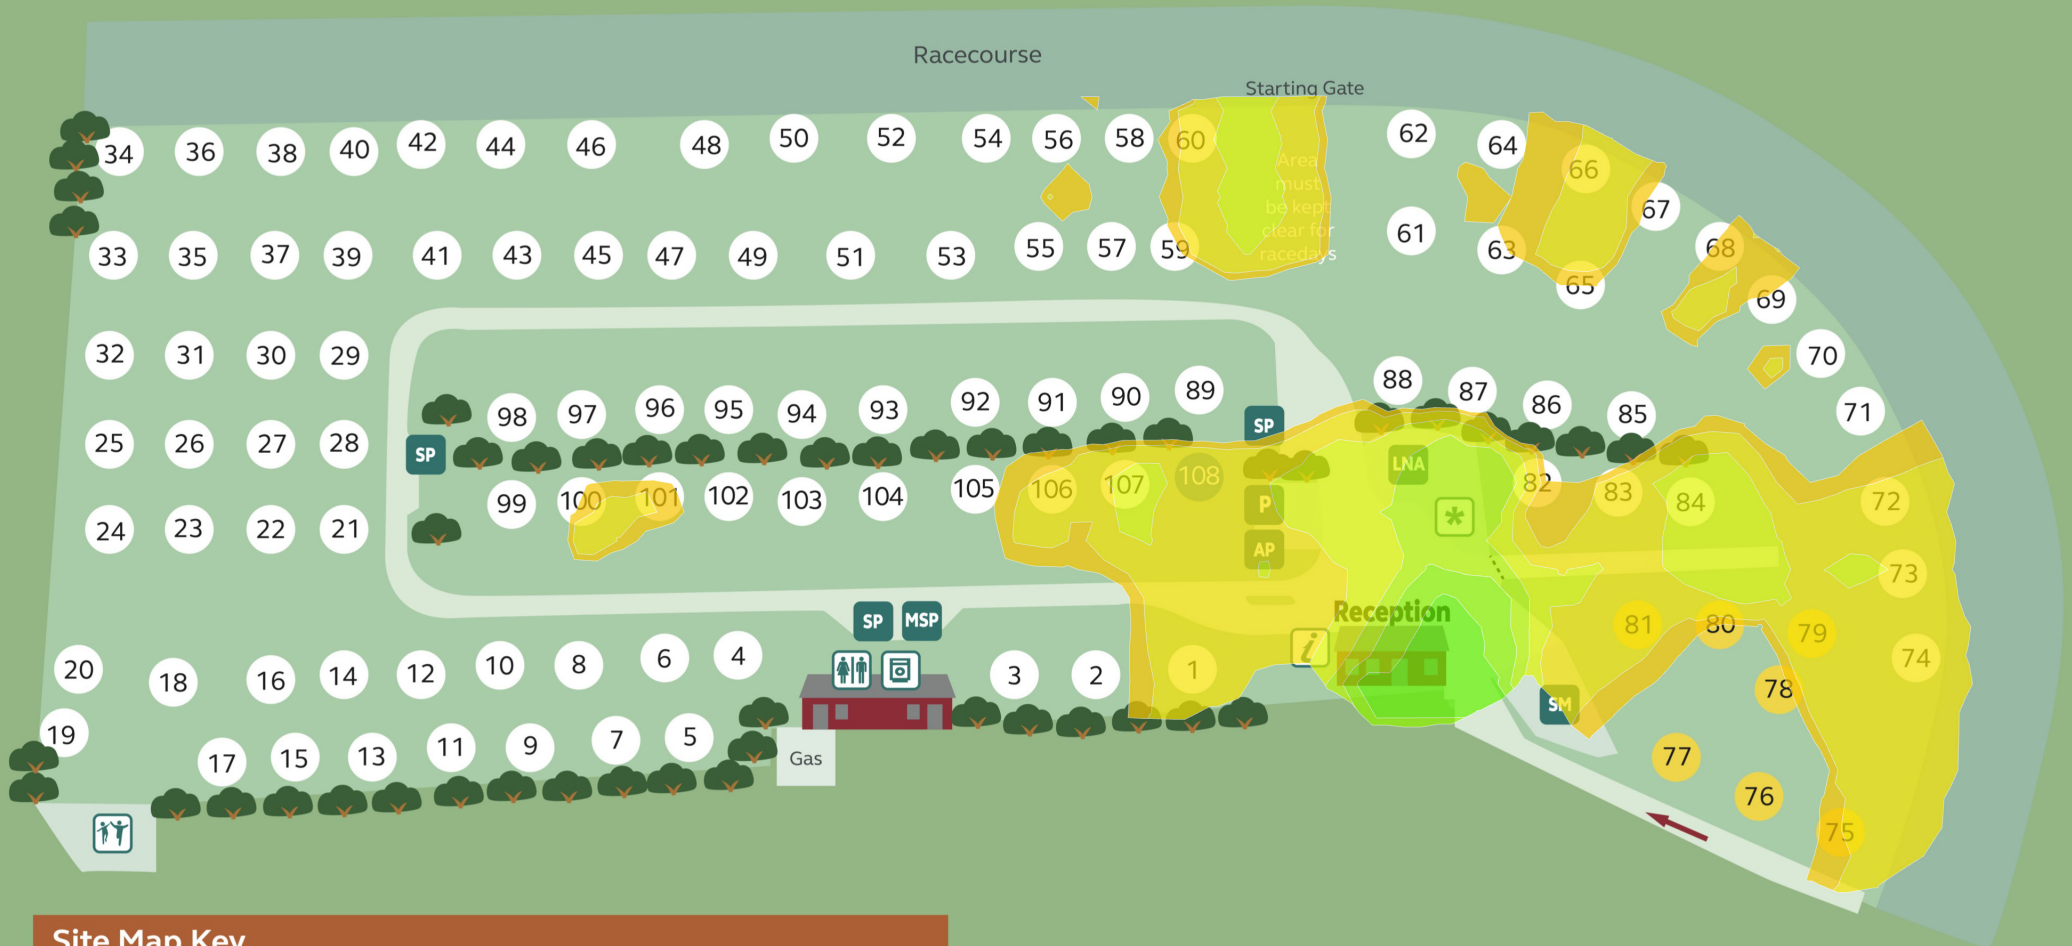 Racecourse
Starting Gate
34 36 38 40 42 44 46 48 50 52 54 56 58 60 62 64 66
Area
must
be kept
clear for
racedays
33 35 37 39 41 43 45 47 49 51 53 55 57 59 61 63 65 67 68 69
32 31 30 29 70
98 97 96 95 94 93 92 91 90 89 88 87 86 85 71
25 26 27 28 SP SP LNA
99 100 101 102 103 104 105 106 107 108 P * 82 83 84 72
24 23 22 21 AP 73
SP MSP Reception 81 80 79
20 18 16 14 12 10 8 6 4 3 2 1 i 74
78
SM
19 17 15 13 11 9 7 5 Gas 77
76
75
Site Map Key